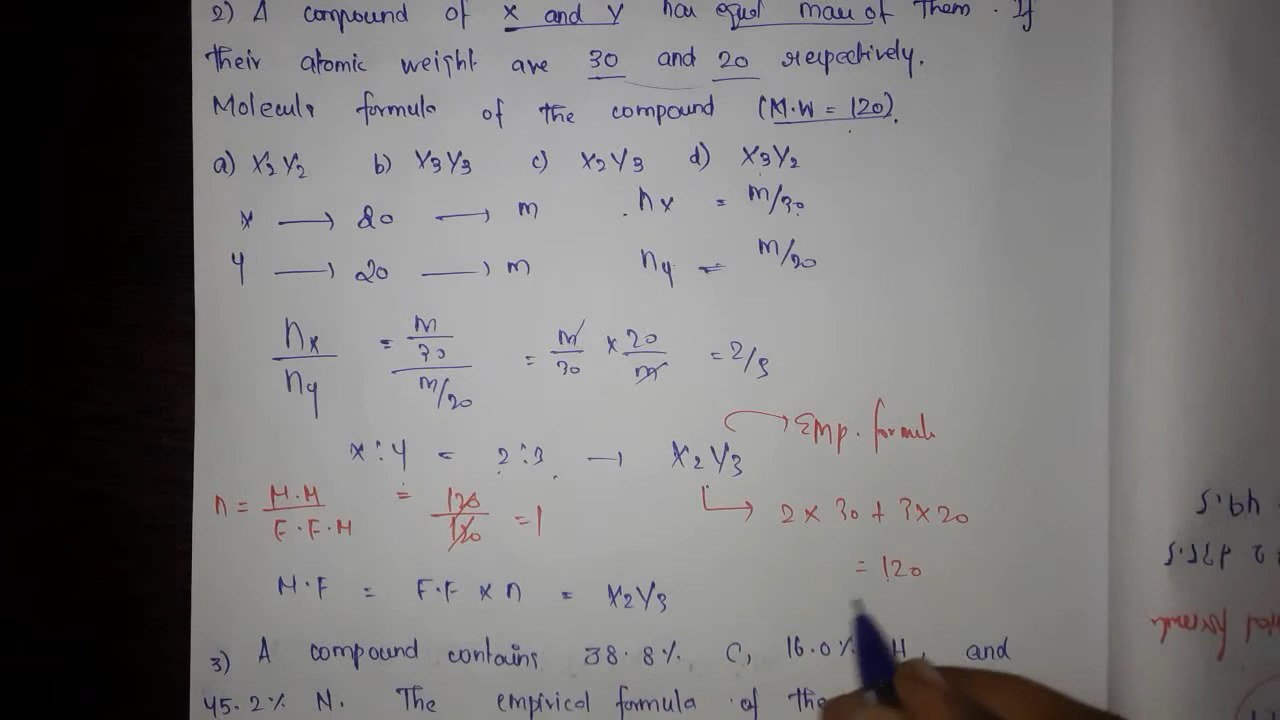 2) A compound of X and Y has equal mass of them. If
their atomic weight are 30 and 20 respectively.
Molecular formula of the compound (M.W = 120).
a) X2Y2 b) X3Y3 c) X2Y3 d) X3Y2
X → 20 → m nx = m/30
Y → 20 → m ny = m/20
nx/ny = (m/30)/(m/20) = m/30 × 20/m = 2/3
X:Y = 2:3 → X2Y3 → Emp. formula
n = M.M/E.F.M = 120/120 = 1
→ 2 × 30 + 3 × 20
= 120
M.F = E.F × n = X2Y3
3) A compound contains 38.8% C, 16.0% H, and
45.2% N. The empirical formula of the
49.5